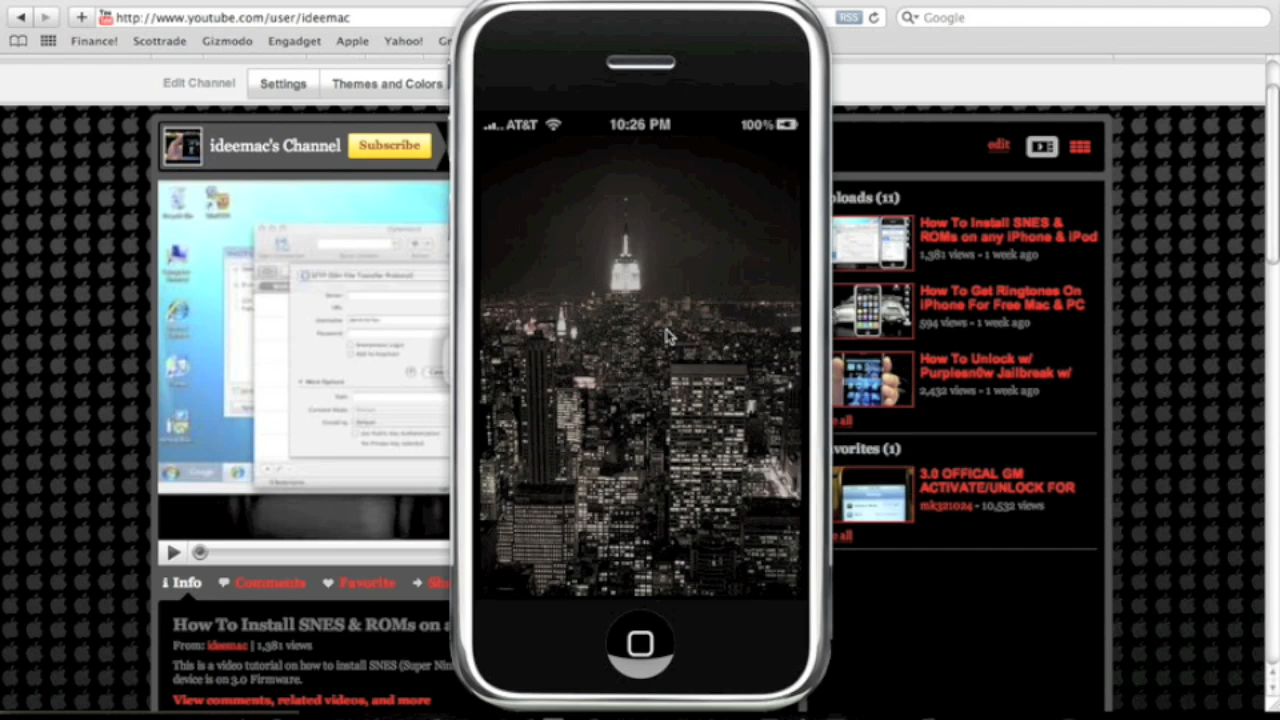 http://www.youtube.com/user/ideemac
RSS
Google
Finance!
Scottrade
Gizmodo
Engadget
Apple
Yahoo!
Edit Channel
Settings
Themes and Colors
ideemac's Channel
Subscribe
AT&T
10:26 PM
100%
edit
loads (11)
How To Install SNES &
ROMs on any iPhone & iPod
1,381 views - 1 week ago
How To Get Ringtones On
iPhone For Free Mac & PC
594 views - 1 week ago
How To Unlock w/
Purplesn0w Jailbreak w/
2,432 views - 1 week ago
all
vorites (1)
3.0 OFFICAL GM
ACTIVATE/UNLOCK FOR
mk321024 - 10,532 views
all
Info
Comments
Favorite
How To Install SNES & ROMs on a
From: ideemac | 1,381 views
This is a video tutorial on how to install SNES (Super Nin
device is on 3.0 Firmware.
View comments, related videos, and more